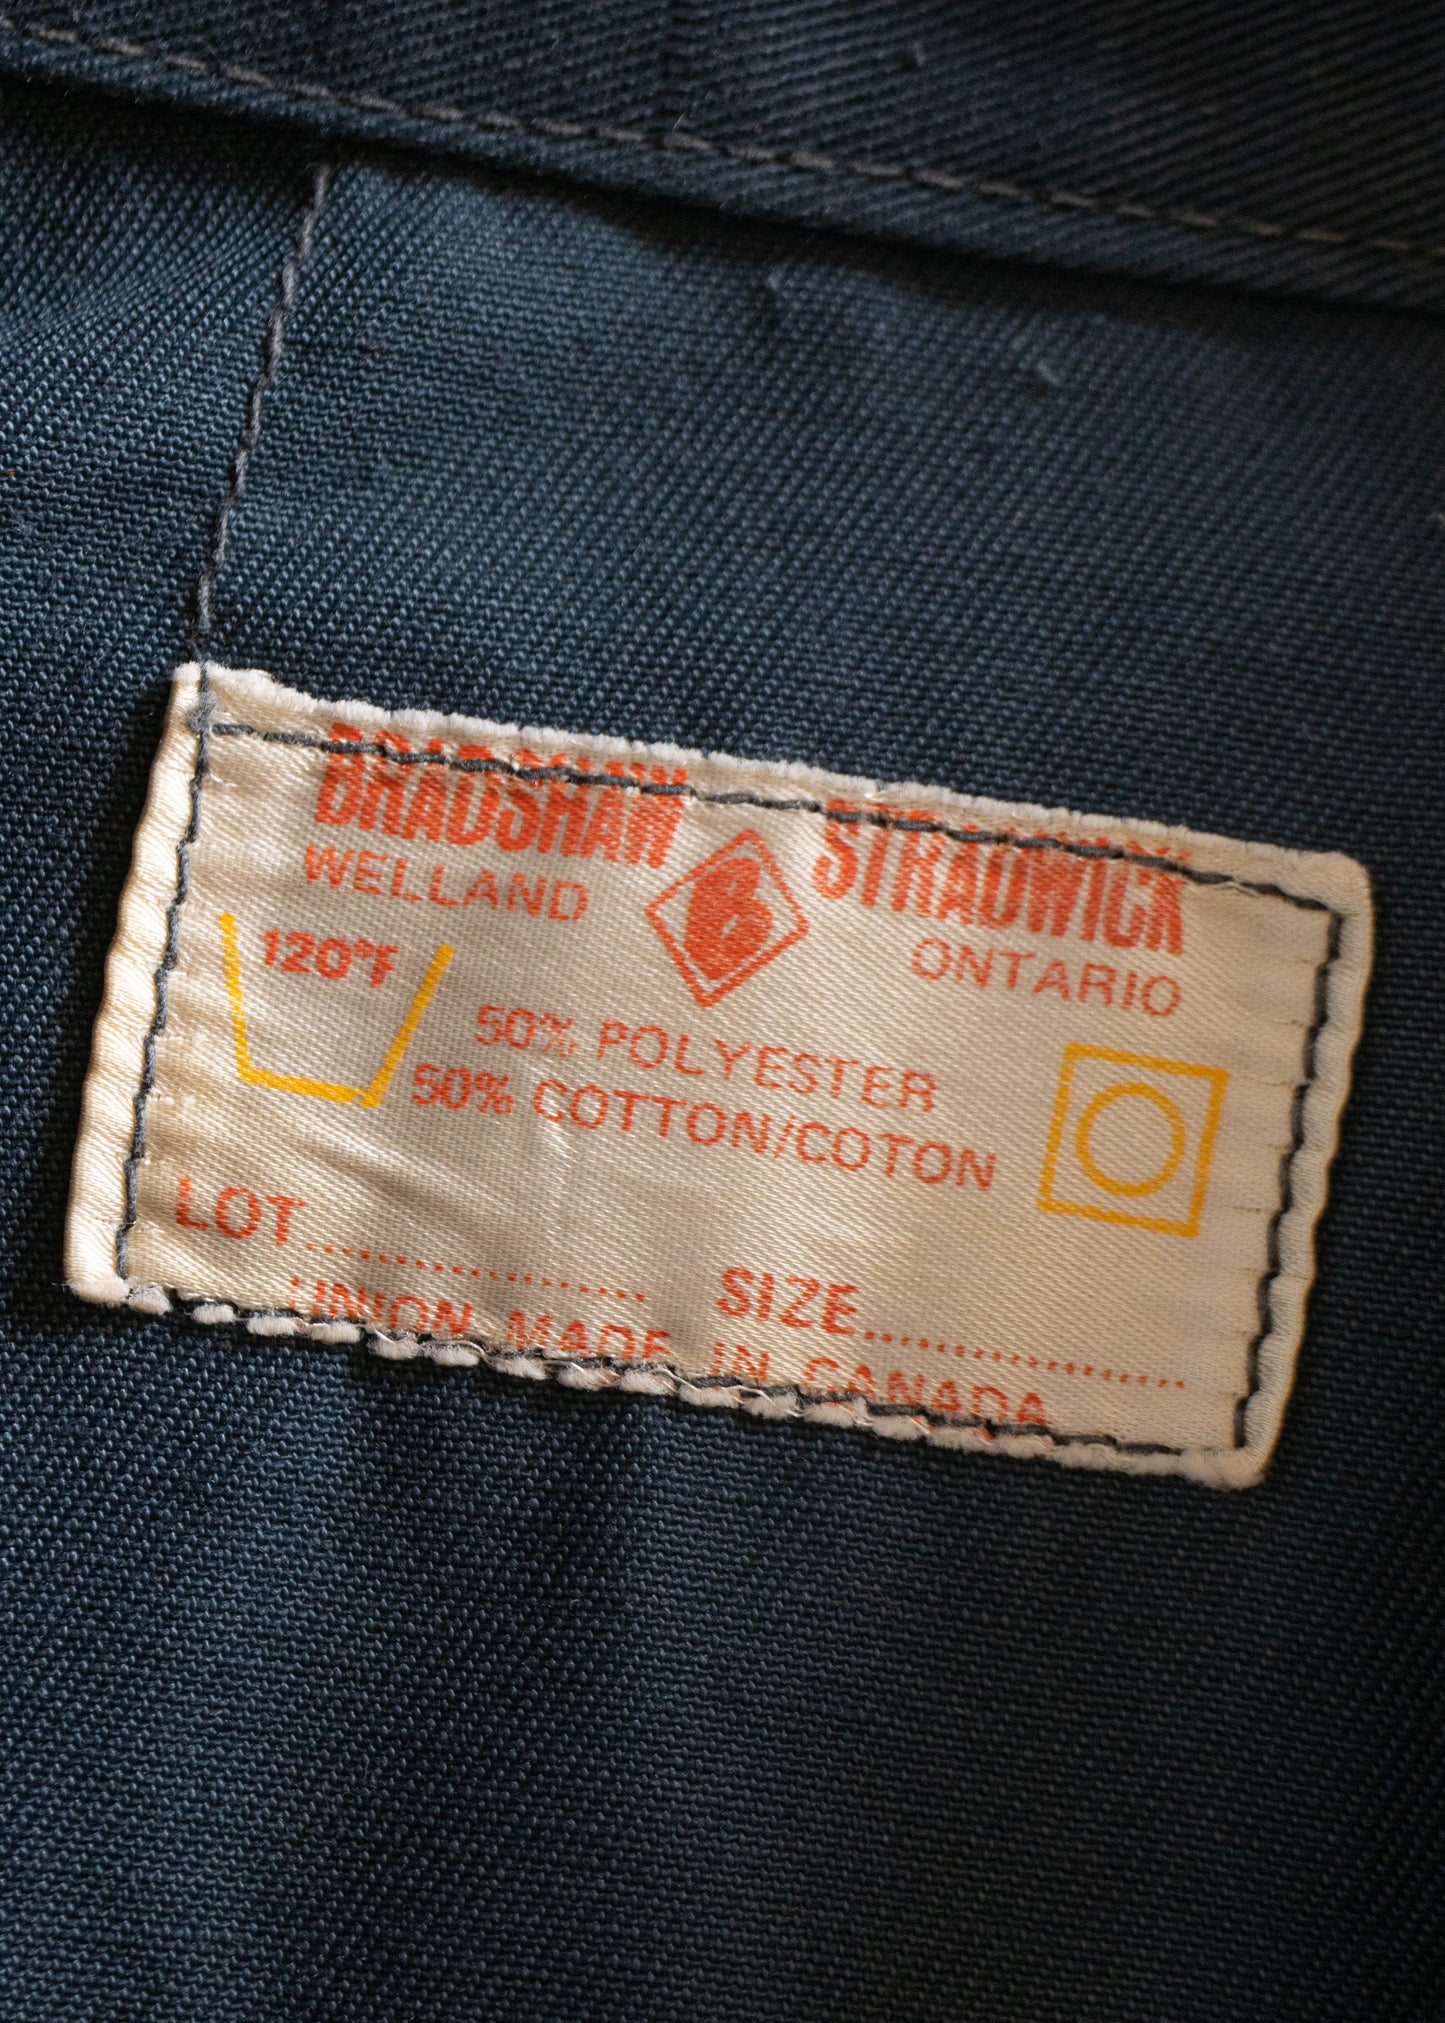 BRADSHAW B STRADWICK
WELLAND ONTARIO
120°F
50% POLYESTER
50% COTTON/COTON
LOT.................... SIZE....................
UNION MADE IN CANADA